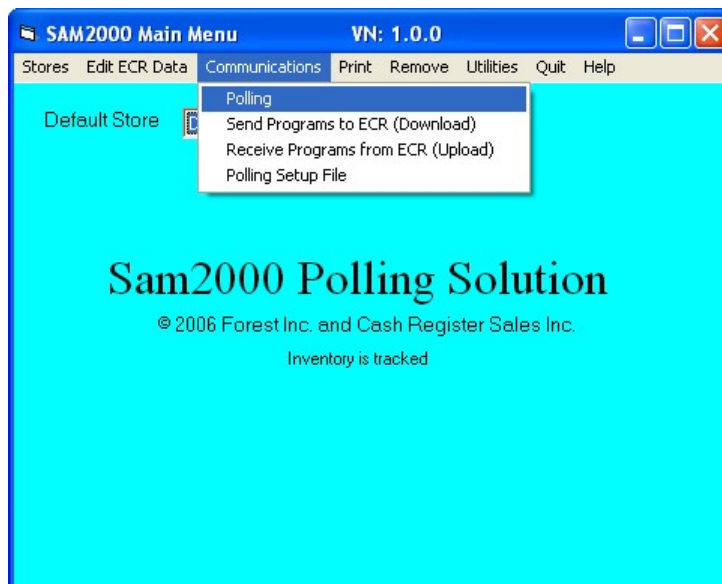 SAM2000 Main Menu VN: 1.0.0
Stores Edit ECR Data Communications Print Remove Utilities Quit Help
Polling
Default Store D
Send Programs to ECR (Download)
Receive Programs from ECR (Upload)
Polling Setup File
Sam2000 Polling Solution
© 2006 Forest Inc. and Cash Register Sales Inc.
Inventory is tracked